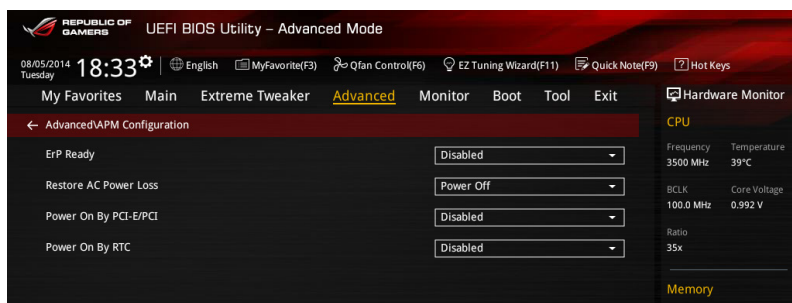 REPUBLIC OF GAMERS
UEFI BIOS Utility – Advanced Mode
08/05/2014 Tuesday 18:33 English MyFavorite(F3) Qfan Control(F6) EZ Tuning Wizard(F11) Quick Note(F9) ? Hot Keys
My Favorites Main Extreme Tweaker Advanced Monitor Boot Tool Exit
Hardware Monitor
← Advanced\APM Configuration
ErP Ready Disabled
Restore AC Power Loss Power Off
Power On By PCI-E/PCI Disabled
Power On By RTC Disabled
CPU
Frequency Temperature
3500 MHz 39°C
BCLK Core Voltage
100.0 MHz 0.992 V
Ratio
35x
Memory